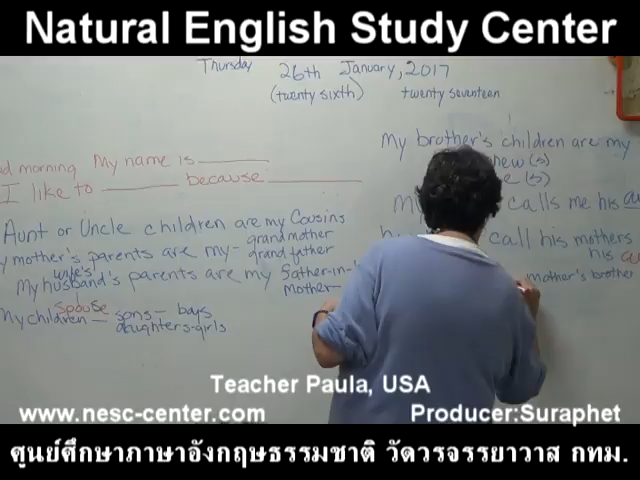 Natural English Study Center
Thursday 26th January, 2017
(twenty sixth) twenty seventeen
My brother's children are my
hew(s)
e(s)
morning My name is
I like to because
Aunt or Uncle children are my Cousins
calls me his
mother's parents are my- grandmother
grand father
call his mothers
his
wife's
My husband's parents are my father-in-
mother-
mother's brother
Spouse
My children — sons — boys
daughters-girls
Teacher Paula, USA
www.nesc-center.com Producer:Suraphet
ศูนย์ศึกษาภาษาอังกฤษธรรมชาติ วัดวรจรรยาวาส กทม.